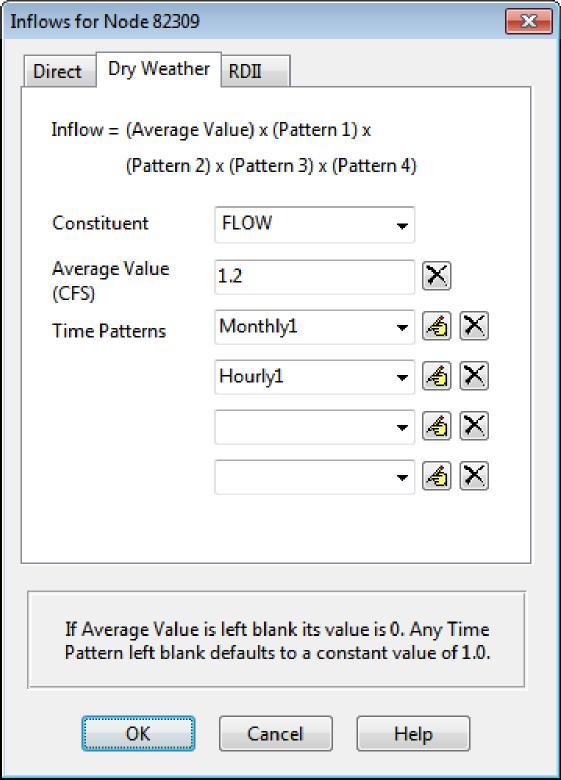 Inflows for Node 82309
Direct
Dry Weather
RDII
Inflow = (Average Value) x (Pattern 1) x
(Pattern 2) x (Pattern 3) x (Pattern 4)
Constituent
FLOW
Average Value
(CFS)
1.2
Time Patterns
Monthly1
Hourly1
If Average Value is left blank its value is 0. Any Time
Pattern left blank defaults to a constant value of 1.0.
OK
Cancel
Help